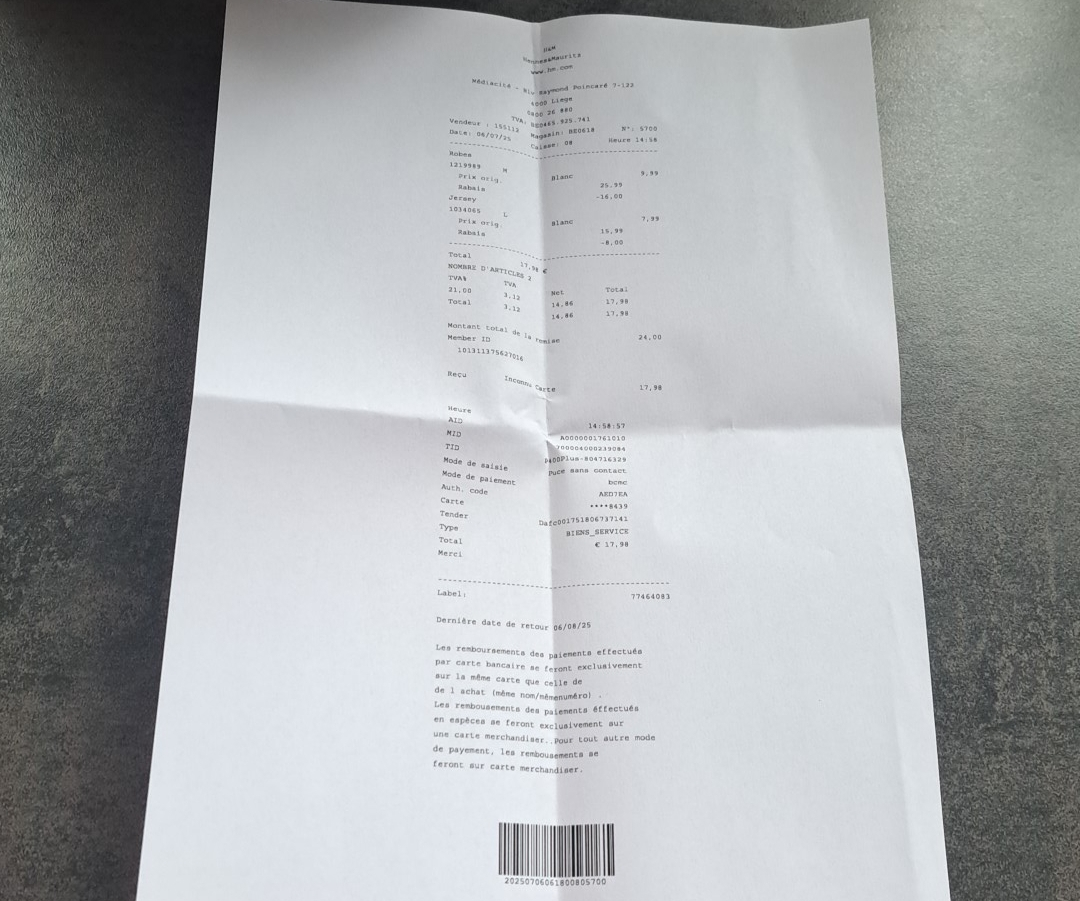 H&M
Hennes&Mauritz
www.hm.com
Médiacité - Blv Raymond Poincaré 7-122
4000 Liege
0800 26 880
TVA. BE0465.925.741
Vendeur : 155112 Magasin: BE0618 N°: 5700
Date: 06/07/25 Caisse: 08 Heure 14:58
Robes
1219989 M Blanc 9,99
Prix orig. 25,99
Rabais -16,00
Jersey
1034065 L Blanc 7,99
Prix orig. 15,99
Rabais -8,00
Total 17,98 €
NOMBRE D'ARTICLES 2
TVA% TVA Net Total
21,00 3,12 14,86 17,98
Total 3,12 14,86 17,98
Montant total de la remise 24,00
Member ID
Reçu Inconnu Carte 17,98
Heure 14:58:57
AID A0000001761010
MID
TID P400Plus-804716329
Mode de saisie Puce sans contact
Mode de paiement bcmc
Auth. code AED7EA
Carte ****8439
Tender Dafc001751806737141
Type BIENS_SERVICE
Total € 17,98
Merci
Label: 77464083
Dernière date de retour 06/08/25
Les remboursements des paiements effectués
par carte bancaire se feront exclusivement
sur la même carte que celle de
de l achat (même nom/mêmenuméro) .
Les rembousements des paiements éffectués
en espèces se feront exclusivement sur
une carte merchandiser..Pour tout autre mode
de payement, les rembousements se
feront sur carte merchandiser.
20250706061800805700